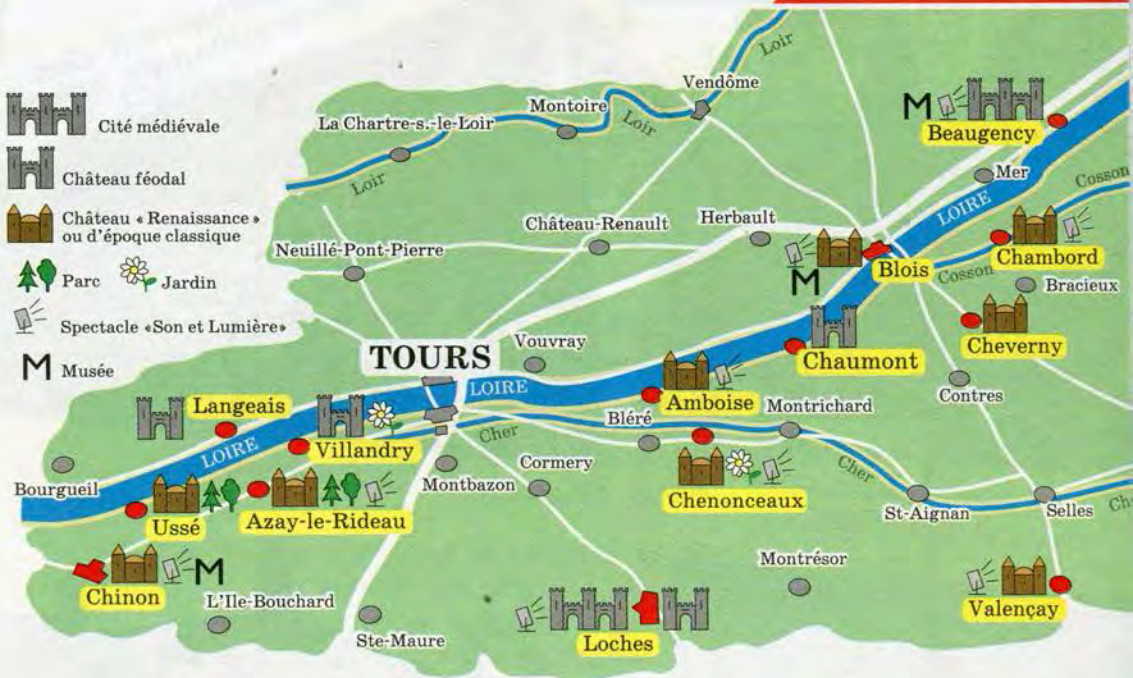 Cité médiévale
Château féodal
Château « Renaissance »
ou d'époque classique
Parc
Jardin
Spectacle «Son et Lumière»
M Musée
Loir
Vendôme
Montoire
Loir
La Chartre-s.-le-Loir
Loir
M
Beaugency
Mer
Cosson
LOIRE
Château-Renault
Herbault
Neuillé-Pont-Pierre
Blois
M
Chambord
Cosson
Bracieux
Cheverny
Chaumont
Vouvray
TOURS
LOIRE
Amboise
Contres
Langeais
Villandry
LOIRE
Cher
Bléré
Montrichard
Cormery
Montbazon
Chenonceaux
Cher
St-Aignan
Selles
Ch
Bourgueil
Ussé
Azay-le-Rideau
Chinon
M
L'Ile-Bouchard
Ste-Maure
Loches
Montrésor
Valençay